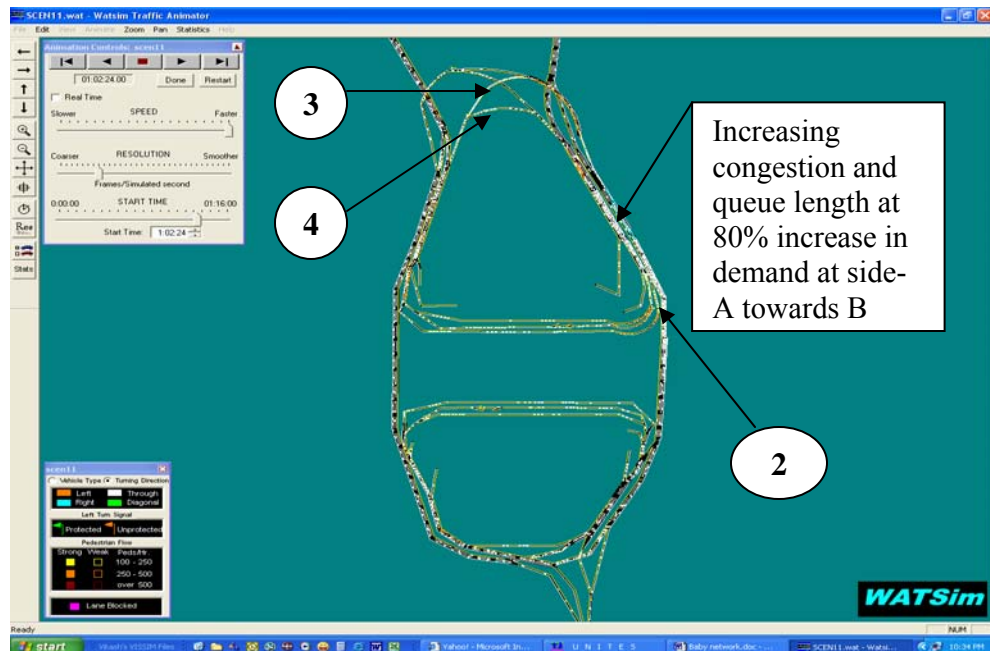 SCEN11.wat - Watsim Traffic Animator
File Edit View Animate Zoom Pan Statistics Help
Animation Controls: scen11
01:02:24.00 Done Restart
Real Time
Slower SPEED Faster
Coarser RESOLUTION Smoother
Frames/Simulated second
0:00:00 START TIME 01:16:00
Start Time: 1:02:24
Stats
3
4
Increasing
congestion and
queue length at
80% increase in
demand at side-
A towards B
2
scen11
Vehicle Type Turning Direction
Left Through
Right Diagonal
Left Turn Signal
Protected Unprotected
Pedestrian Flow
Strong Weak Peds/Hr.
100 - 250
250 - 500
over 500
Lane Blocked
WATSim
Ready
NUM
start Vikash's VISSIM Files Yahoo! - Microsoft In... U N I T E S Baby network.doc - ... SCEN11.wat - Wats... 10:34 PM